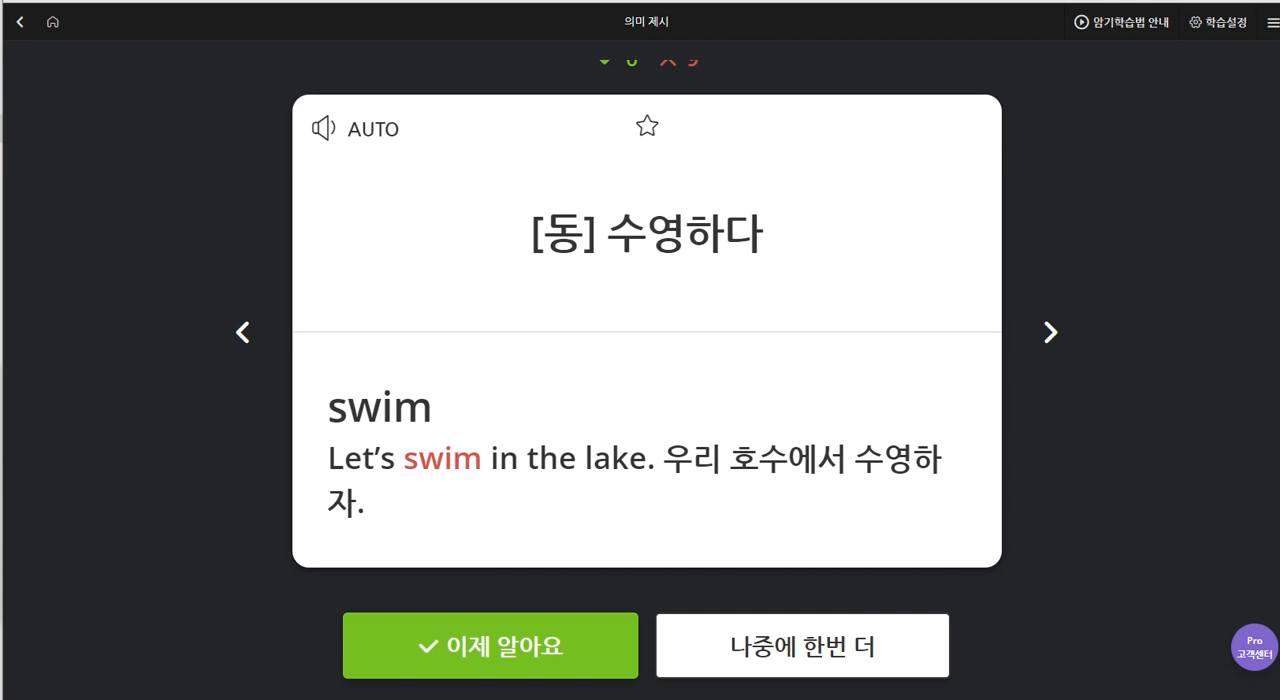 의미 제시
암기학습법 안내
학습설정
AUTO
[동] 수영하다
swim
Let’s swim in the lake. 우리 호수에서 수영하
자.
이제 알아요
나중에 한번 더
Pro
고객센터